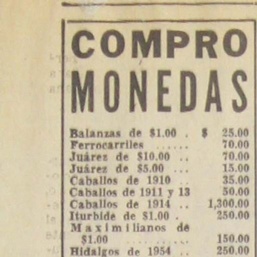 COMPRO
MONEDAS
Balanzas de $1.00 . $ 25.00
Ferrocarriles ...... 70.00
Juárez de $10.00 .. 70.00
Juárez de $5.00 ... 15.00
Caballos de 1910 . 35.00
Caballos de 1911 y 13 50.00
Caballos de 1914 .. 1,300.00
Iturbide de $1.00 . 250.00
Maximilianos de
$1.00 .......... 150.00
Hidalgos de 1954 .. 250.00